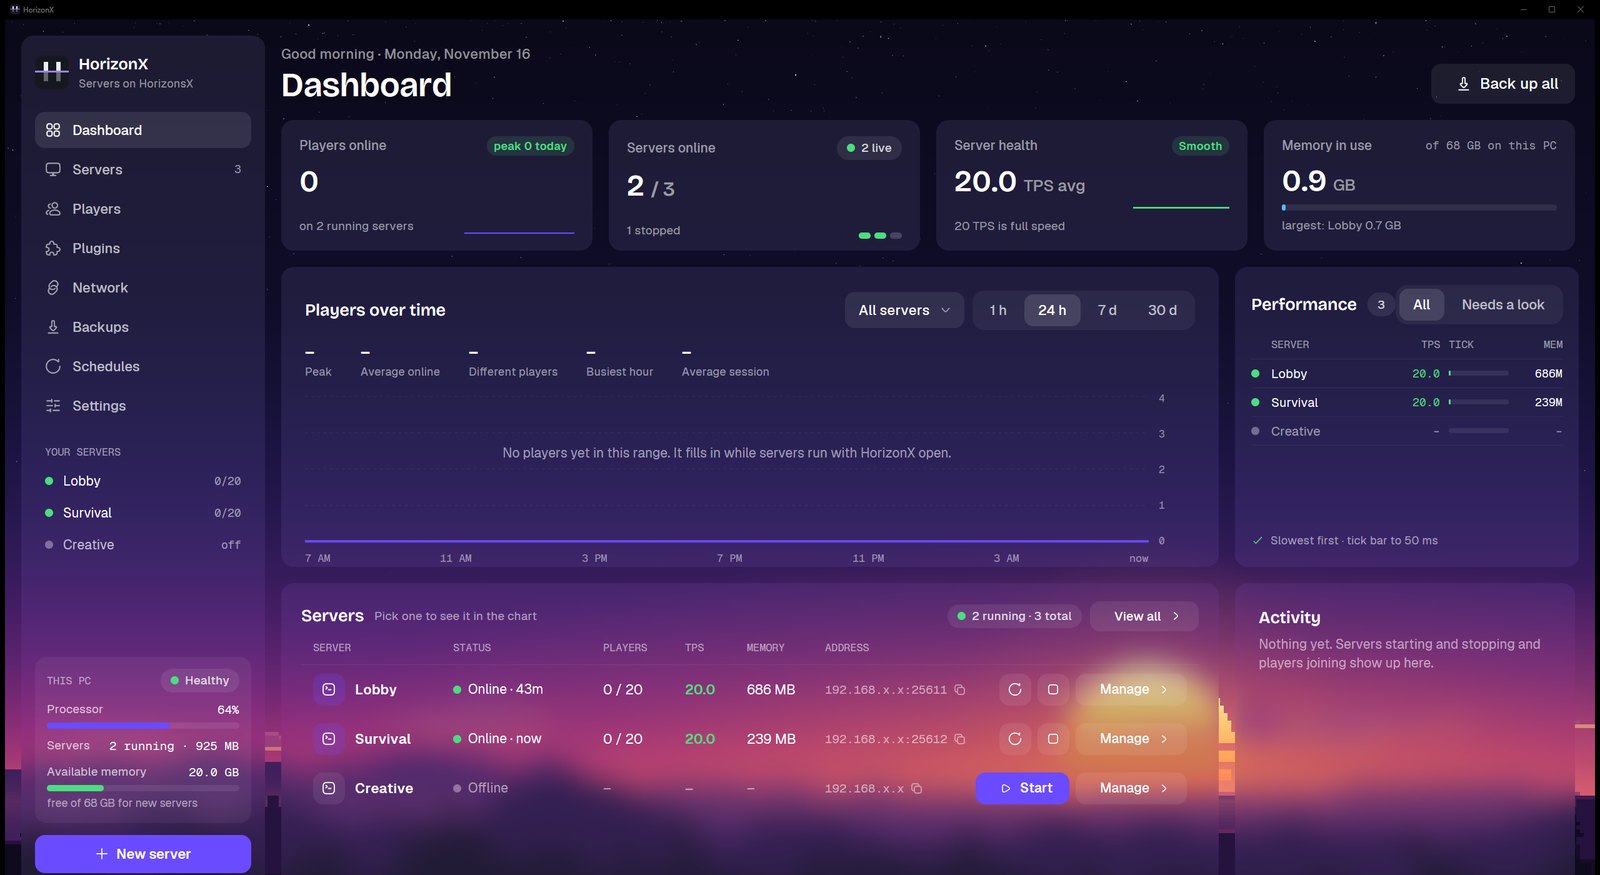 HorizonX
HorizonX
Servers on HorizonsX
Dashboard
Servers 3
Players
Plugins
Network
Backups
Schedules
Settings
YOUR SERVERS
Lobby 0/20
Survival 0/20
Creative off
THIS PC Healthy
Processor 64%
Servers 2 running · 925 MB
Available memory 20.0 GB
free of 68 GB for new servers
+ New server
Good morning · Monday, November 16
Dashboard
Back up all
Players online peak 0 today
0
on 2 running servers
Servers online 2 live
2 / 3
1 stopped
Server health Smooth
20.0 TPS avg
20 TPS is full speed
Memory in use of 68 GB on this PC
0.9 GB
largest: Lobby 0.7 GB
Players over time All servers 1 h 24 h 7 d 30 d
– – – – –
Peak Average online Different players Busiest hour Average session
4
3
No players yet in this range. It fills in while servers run with HorizonX open.
2
1
0
7 AM 11 AM 3 PM 7 PM 11 PM 3 AM now
Performance 3 All Needs a look
SERVER TPS TICK MEM
Lobby 20.0 686M
Survival 20.0 239M
Creative – –
Slowest first · tick bar to 50 ms
Servers Pick one to see it in the chart 2 running · 3 total View all
SERVER STATUS PLAYERS TPS MEMORY ADDRESS
Lobby Online · 43m 0 / 20 20.0 686 MB 192.168.x.x:25611 Manage
Survival Online · now 0 / 20 20.0 239 MB 192.168.x.x:25612 Manage
Creative Offline – – – 192.168.x.x Start Manage
Activity
Nothing yet. Servers starting and stopping and
players joining show up here.